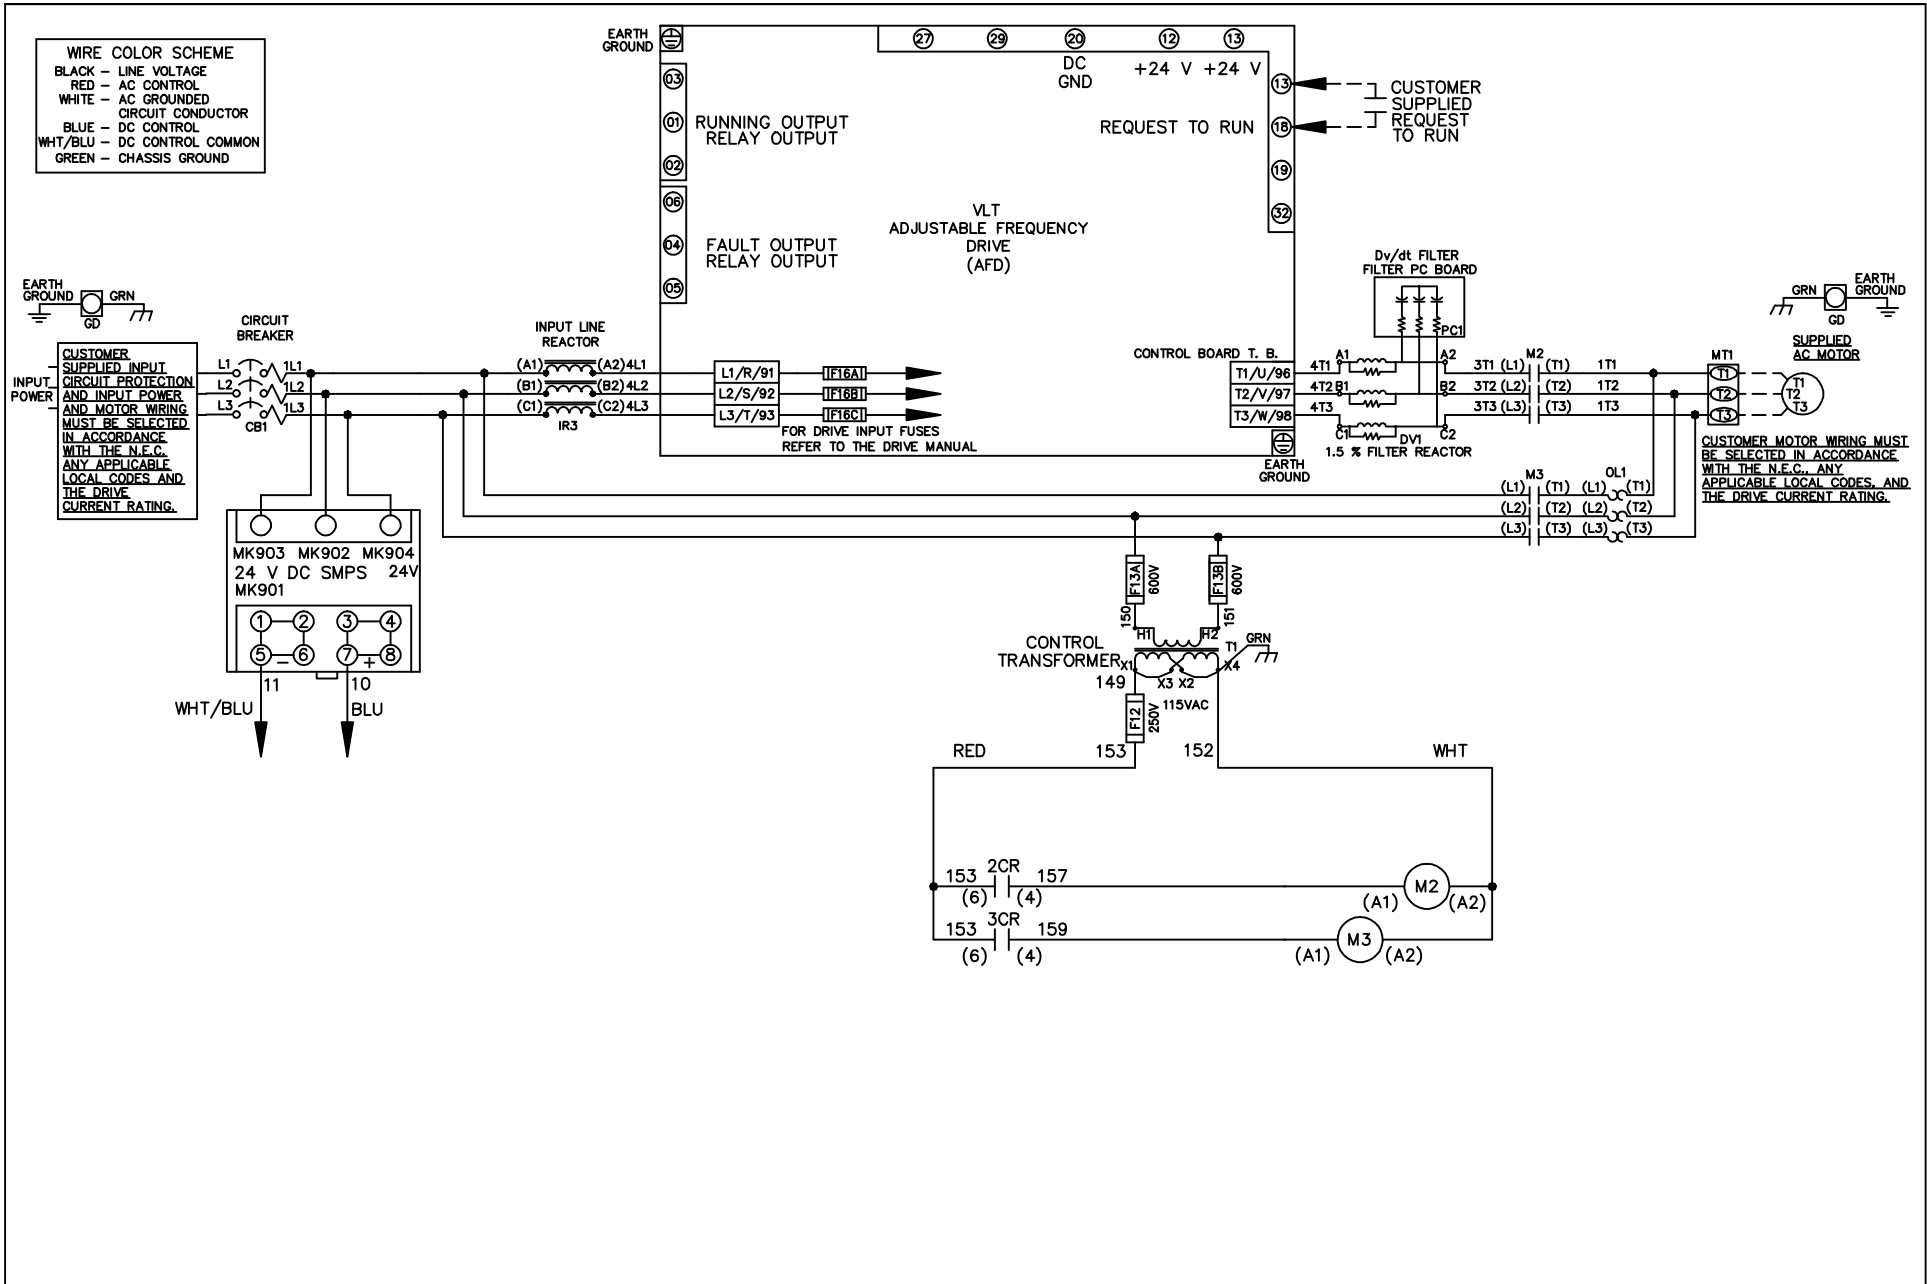 WIRE COLOR SCHEME
BLACK – LINE VOLTAGE
RED – AC CONTROL
WHITE – AC GROUNDED
CIRCUIT CONDUCTOR
BLUE – DC CONTROL
WHT/BLU – DC CONTROL COMMON
GREEN – CHASSIS GROUND
EARTH
GROUND
27 29 20 12 13
DC
GND
+24 V +24 V
03
01
02
RUNNING OUTPUT
RELAY OUTPUT
06
04
05
FAULT OUTPUT
RELAY OUTPUT
VLT
ADJUSTABLE FREQUENCY
DRIVE
(AFD)
REQUEST TO RUN
13
18
19
32
CUSTOMER
SUPPLIED
REQUEST
TO RUN
Dv/dt FILTER
FILTER PC BOARD
PC1
EARTH
GROUND
GRN
GD
CIRCUIT
BREAKER
INPUT
POWER
CUSTOMER
SUPPLIED INPUT
CIRCUIT PROTECTION
AND INPUT POWER
AND MOTOR WIRING
MUST BE SELECTED
IN ACCORDANCE
WITH THE N.E.C.
ANY APPLICABLE
LOCAL CODES AND
THE DRIVE
CURRENT RATING.
L1 1L1
L2 1L2
L3 1L3
CB1
INPUT LINE
REACTOR
(A1) (A2) 4L1
(B1) (B2) 4L2
(C1) (C2) 4L3
IR3
L1/R/91 F16A
L2/S/92 F16B
L3/T/93 F16C
FOR DRIVE INPUT FUSES
REFER TO THE DRIVE MANUAL
CONTROL BOARD T. B.
T1/U/96 4T1 A1 A2
T2/V/97 4T2 B1 B2
T3/W/98 4T3 C1 C2
DV1
1.5 % FILTER REACTOR
EARTH
GROUND
M2
3T1 (L1) (T1) 1T1
3T2 (L2) (T2) 1T2
3T3 (L3) (T3) 1T3
GRN
EARTH
GROUND
GD
SUPPLIED
AC MOTOR
MT1
T1
T2
T3
T1
T2
T3
CUSTOMER MOTOR WIRING MUST
BE SELECTED IN ACCORDANCE
WITH THE N.E.C., ANY
APPLICABLE LOCAL CODES, AND
THE DRIVE CURRENT RATING.
M3 OL1
(L1) (T1) (L1) (T1)
(L2) (T2) (L2) (T2)
(L3) (T3) (L3) (T3)
MK903 MK902 MK904
24 V DC SMPS 24V
MK901
1 2 3 4
5 – 6 7 + 8
11 10
WHT/BLU BLU
F13A
600V
F13B
600V
150
151
H1 H2
CONTROL
TRANSFORMER
T1
GRN
X1 X4
X3 X2
149
F12
250V
115VAC
153 152
RED WHT
153 2CR 157
(6) (4)
M2
(A1) (A2)
153 3CR 159
(6) (4)
M3
(A1) (A2)